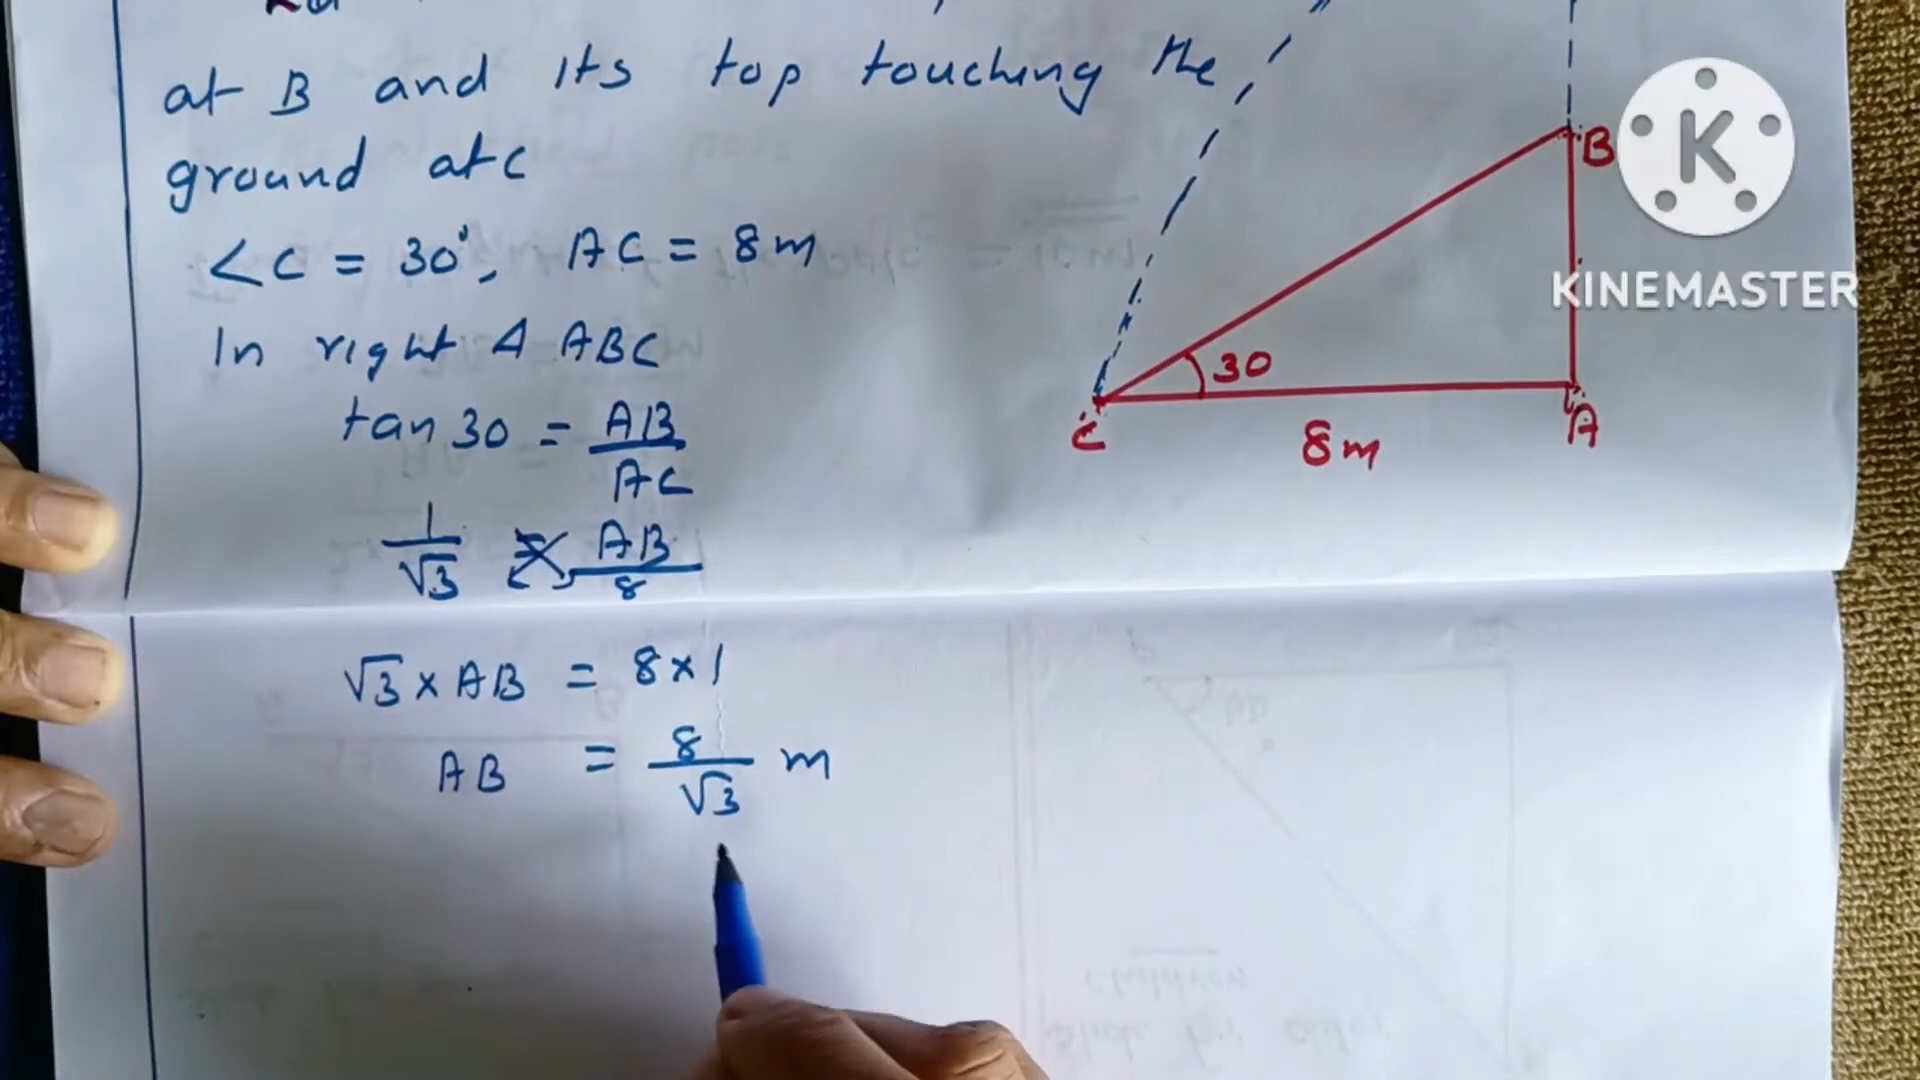 at B and its top touching the
ground at C
∠C = 30°, AC = 8m
In right Δ ABC
tan 30 = AB/AC
1/√3 = AB/8
√3 × AB = 8 × 1
AB = 8/√3 m
B
30
C
A
8m
K
KINEMASTER